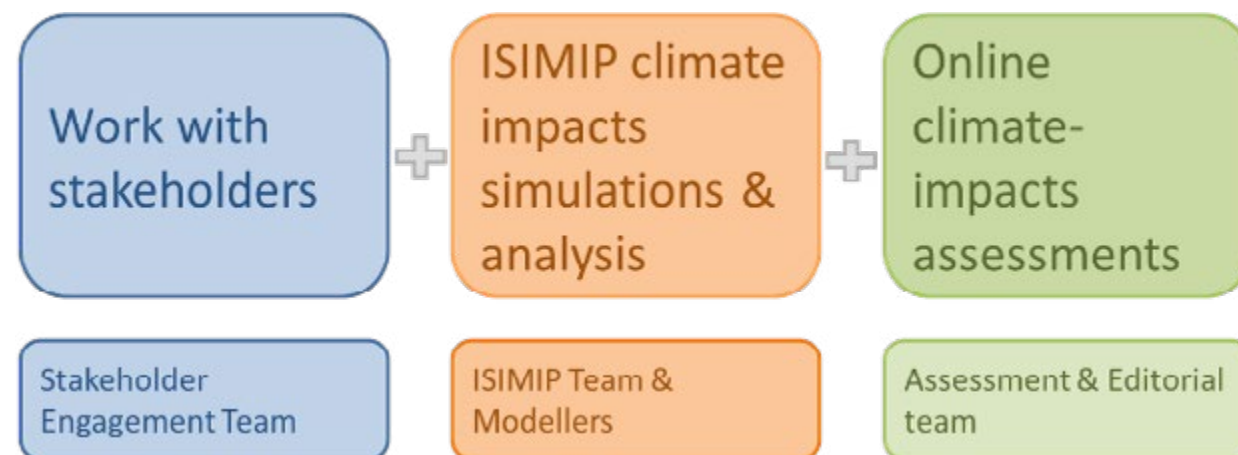 Work with
stakeholders
ISIMIP climate
impacts
simulations &
analysis
Online
climate-
impacts
assessments
Stakeholder
Engagement Team
ISIMIP Team &
Modellers
Assessment & Editorial
team